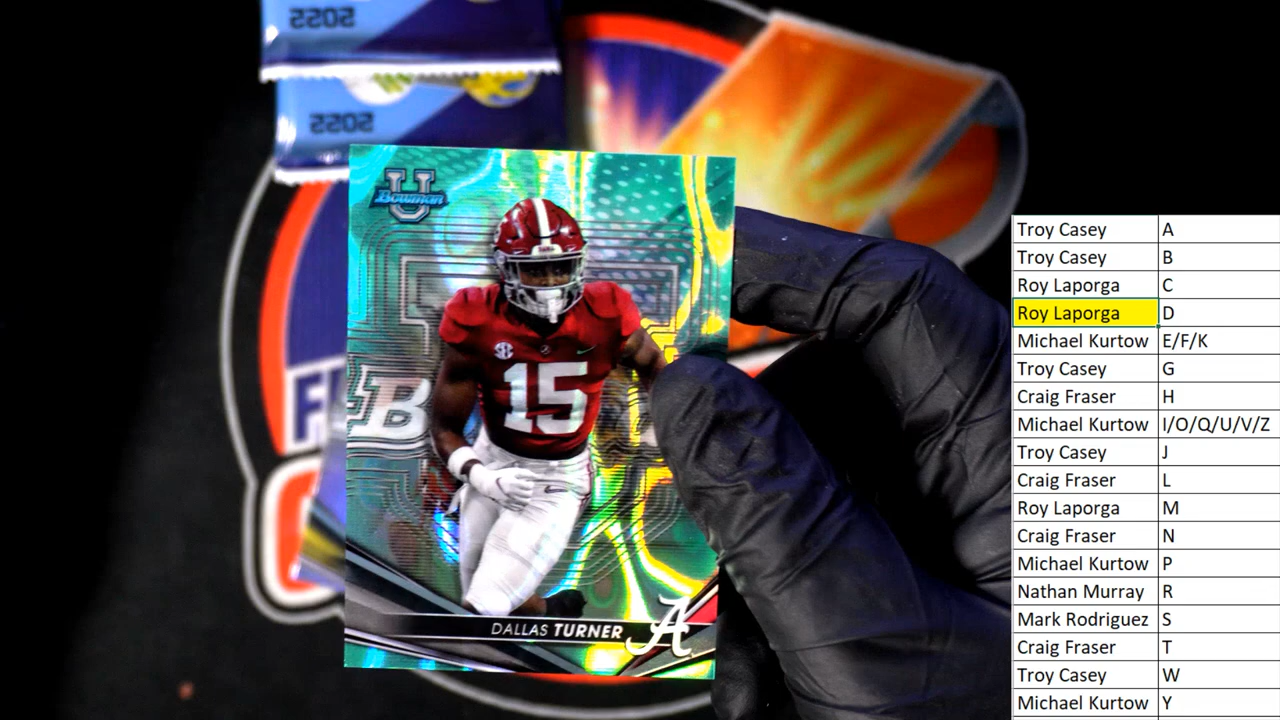 2022
2022
U
Bowman
B
15
SEC
DALLAS TURNER
A
F
Troy Casey A
Troy Casey B
Roy Laporga C
Roy Laporga D
Michael Kurtow E/F/K
Troy Casey G
Craig Fraser H
Michael Kurtow I/O/Q/U/V/Z
Troy Casey J
Craig Fraser L
Roy Laporga M
Craig Fraser N
Michael Kurtow P
Nathan Murray R
Mark Rodriguez S
Craig Fraser T
Troy Casey W
Michael Kurtow Y